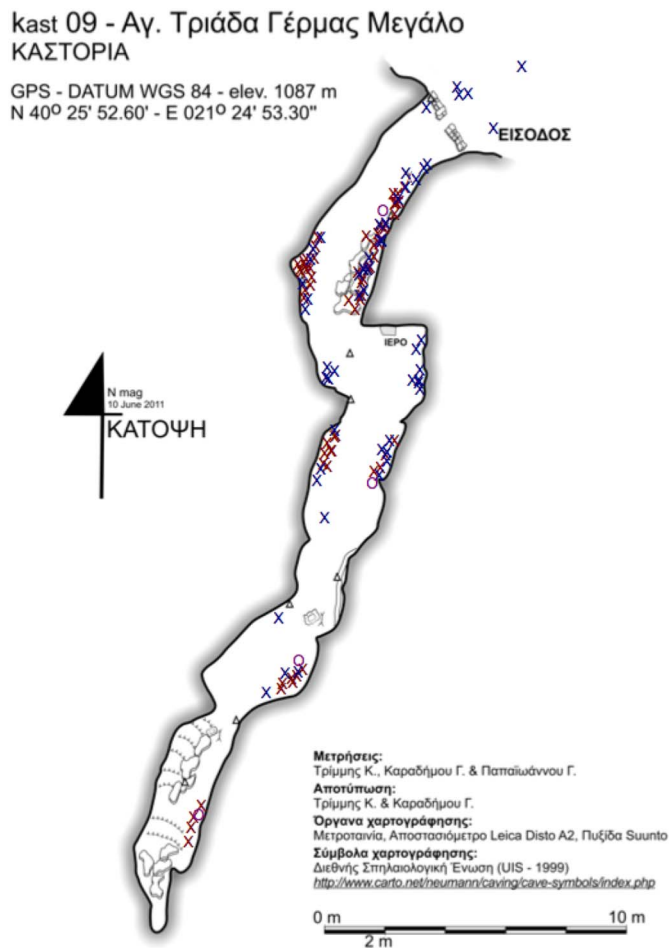 kast 09 - Αγ. Τριάδα Γέρμας Μεγάλο
ΚΑΣΤΟΡΙΑ
GPS - DATUM WGS 84 - elev. 1087 m
N 40º 25' 52.60' - E 021º 24' 53.30"
ΕΙΣΟΔΟΣ
ΙΕΡΟ
N mag
10 June 2011
ΚΑΤΟΨΗ
Μετρήσεις:
Τρίμμης Κ., Καραδήμου Γ. & Παπαϊωάννου Γ.
Αποτύπωση:
Τρίμμης Κ. & Καραδήμου Γ.
Όργανα χαρτογράφησης:
Μετροταινία, Αποστασιόμετρο Leica Disto A2, Πυξίδα Suunto
Σύμβολα χαρτογράφησης:
Διεθνής Σπηλαιολογική Ένωση (UIS - 1999)
http://www.carto.net/neumann/caving/cave-symbols/index.php
0 m 10 m
2 m